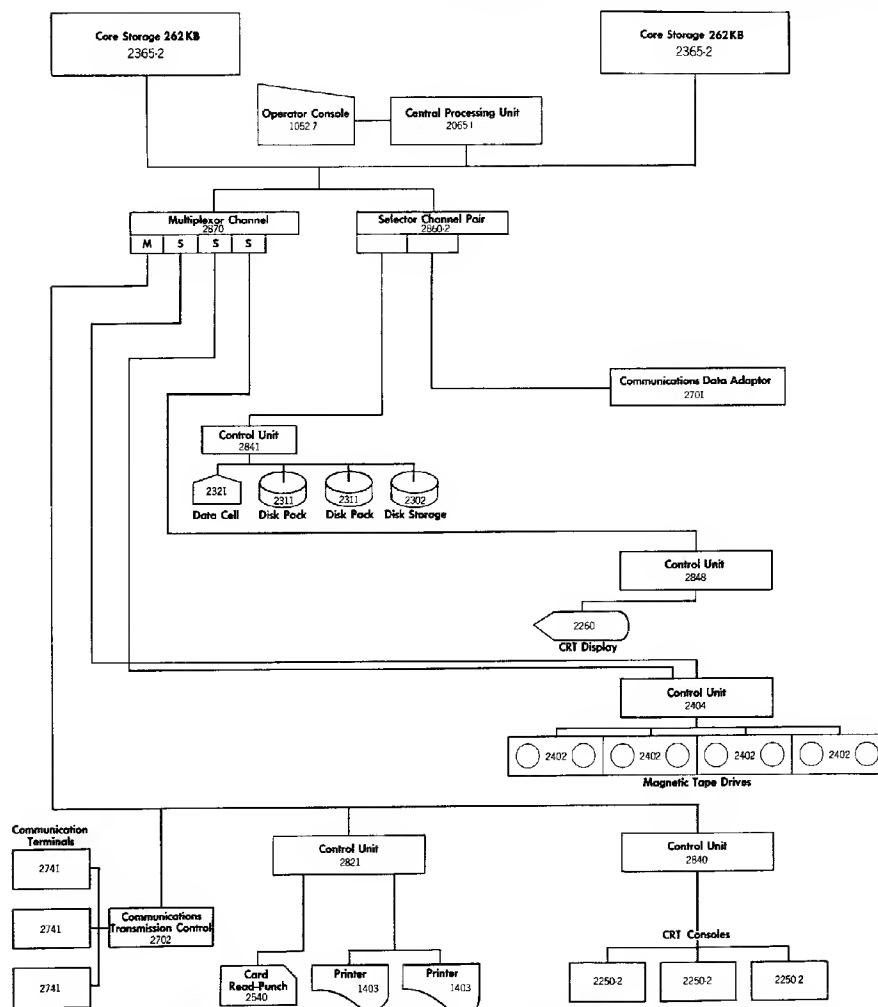 Core Storage 262KB
2365-2
Core Storage 262KB
2365-2
Operator Console
1052 7
Central Processing Unit
2065 I
Multiplexor Channel
2870
M S S S
Selector Channel Pair
2860-2
Communications Data Adaptor
2701
Control Unit
2841
2321
2311
2311
2302
Data Cell
Disk Pack
Disk Pack
Disk Storage
Control Unit
2848
2260
CRT Display
Control Unit
2404
2402
2402
2402
2402
Magnetic Tape Drives
Communication
Terminals
2741
2741
2741
Communications
Transmission Control
2702
Control Unit
2821
Card
Read-Punch
2540
Printer
1403
Printer
1403
Control Unit
2840
CRT Consoles
2250-2
2250-2
2250 2